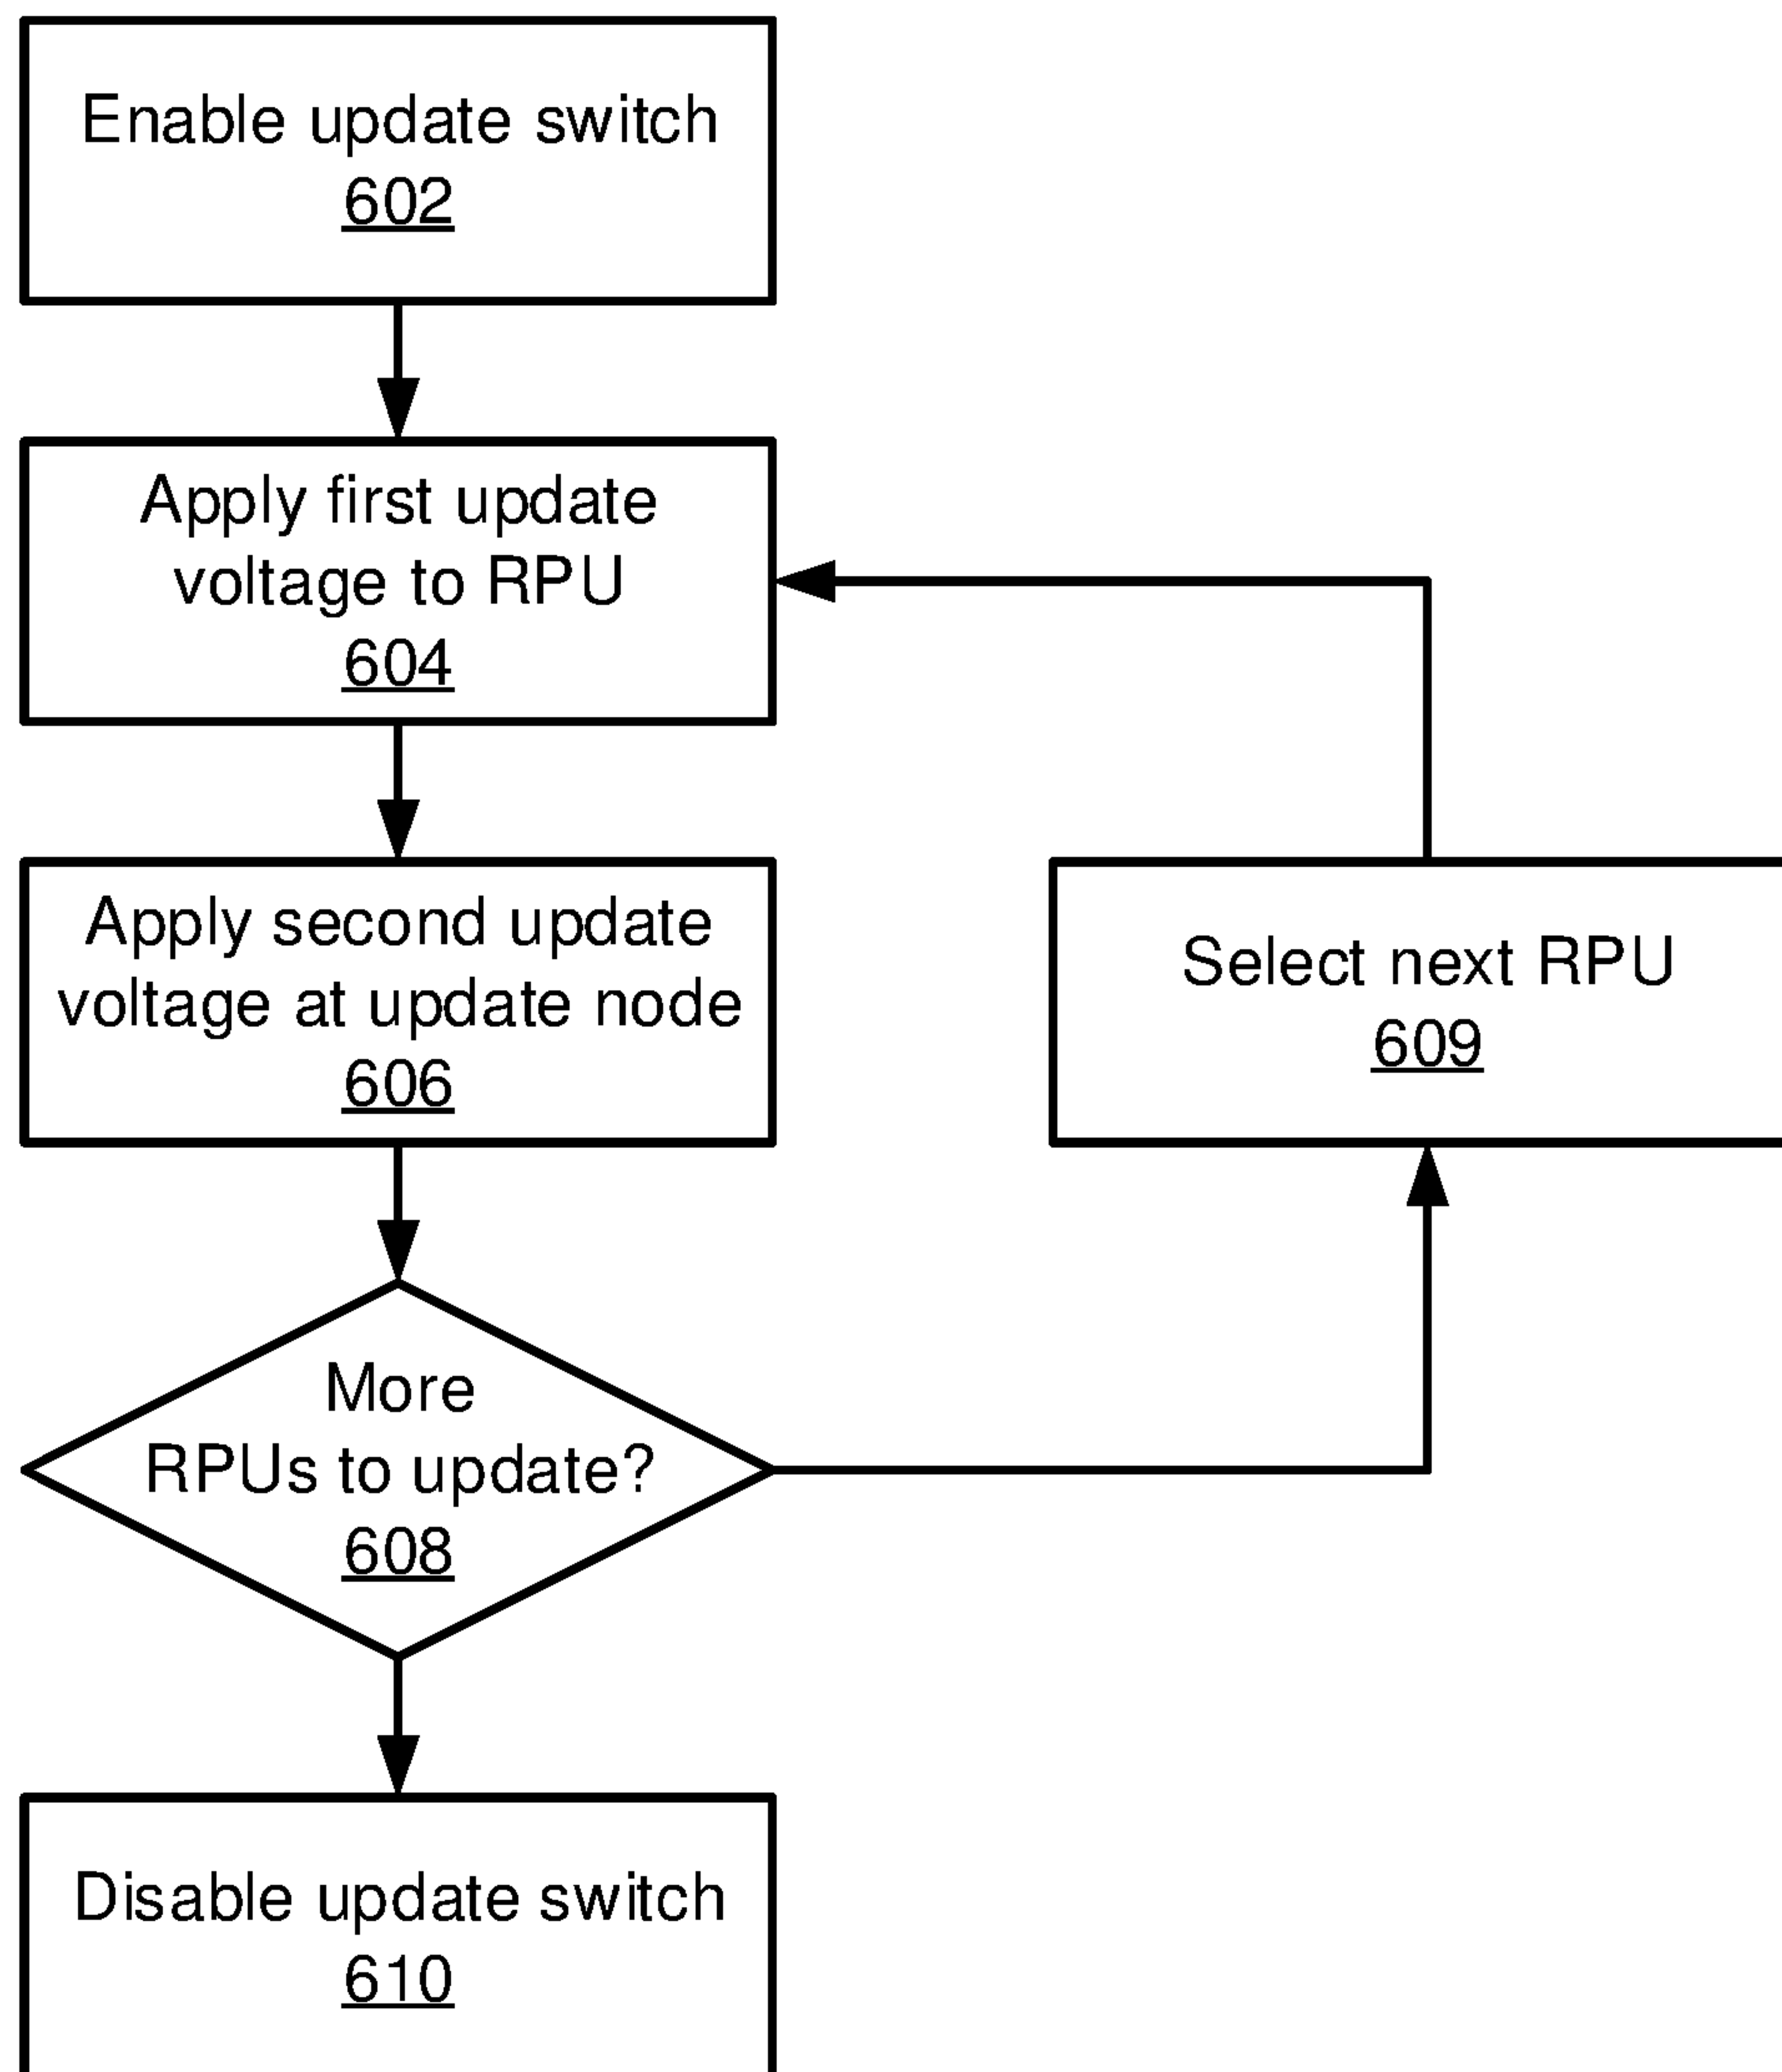 Enable update switch
602
Apply first update
voltage to RPU
604
Apply second update
voltage at update node
606
Select next RPU
609
More
RPUs to update?
608
Disable update switch
610